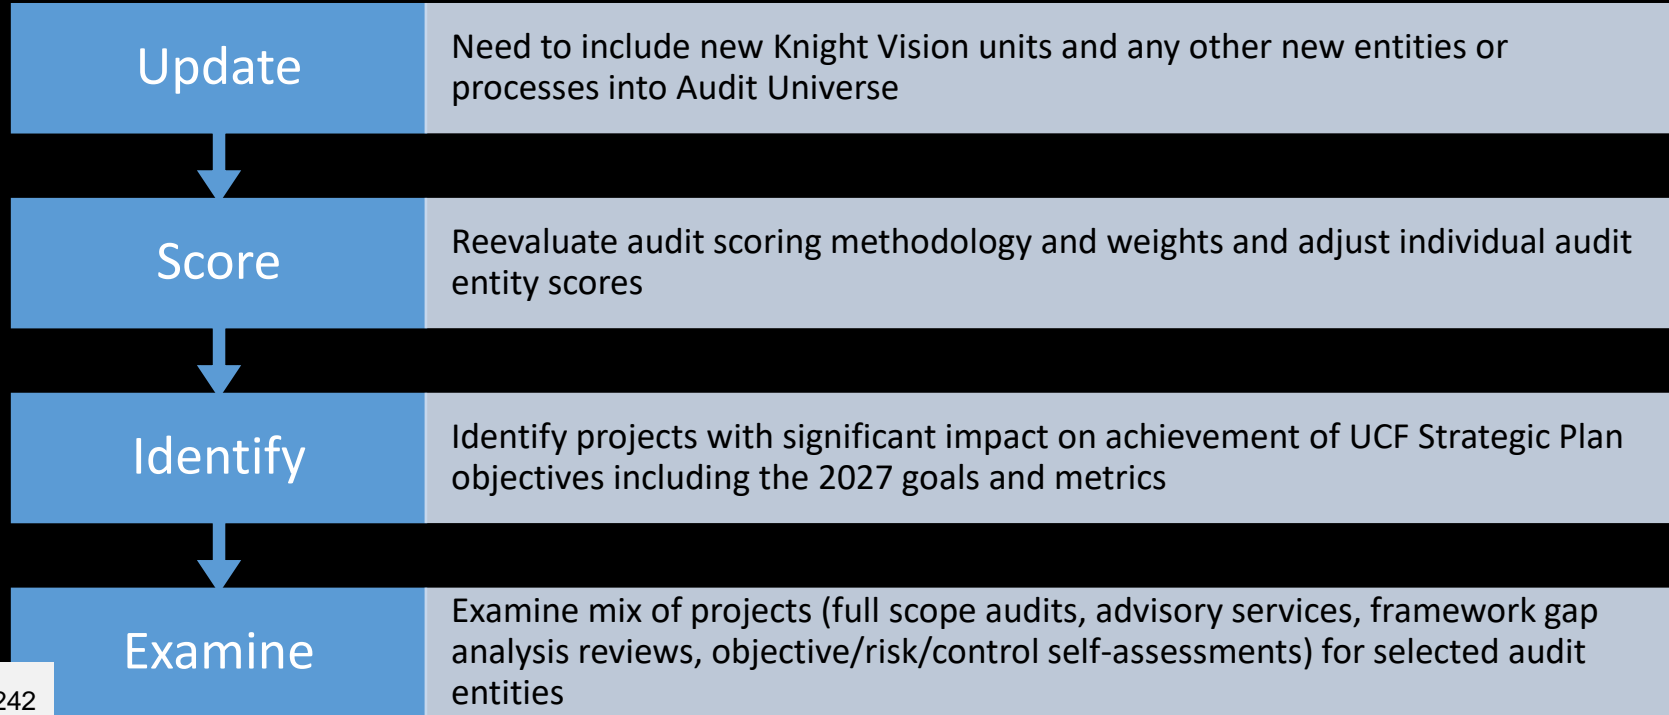 Update
Need to include new Knight Vision units and any other new entities or
processes into Audit Universe
Score
Reevaluate audit scoring methodology and weights and adjust individual audit
entity scores
Identify
Identify projects with significant impact on achievement of UCF Strategic Plan
objectives including the 2027 goals and metrics
Examine
Examine mix of projects (full scope audits, advisory services, framework gap
analysis reviews, objective/risk/control self-assessments) for selected audit
entities
242